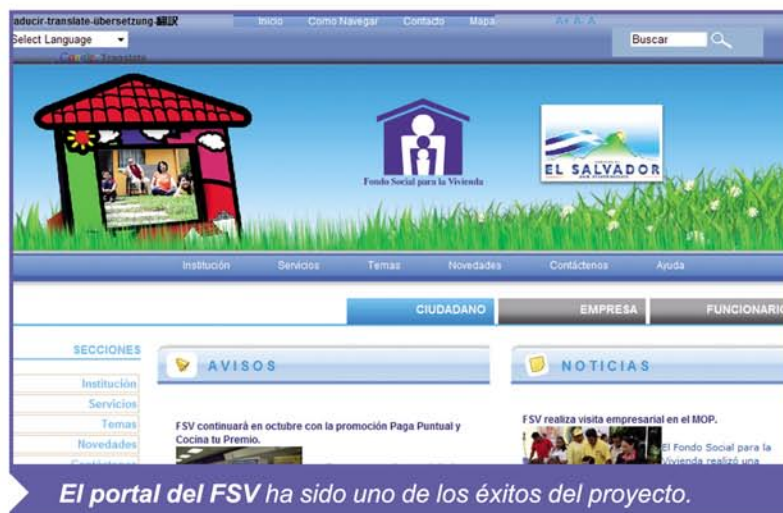 aducir-translate-übersetzung-翻訳
Inicio Como Navegar Contacto Mapa A+ A- A
Select Language
Buscar
Google Translate
Fondo Social para la Vivienda
EL SALVADOR
Institución Servicios Temas Novedades Contáctenos Ayuda
CIUDADANO EMPRESA FUNCIONARIO
SECCIONES
Institución
Servicios
Temas
Novedades
Contáctenos
AVISOS
FSV continuará en octubre con la promoción Paga Puntual y
Cocina tu Premio.
NOTICIAS
FSV realiza visita empresarial en el MOP.
El Fondo Social para la
Vivienda realizó una
El portal del FSV ha sido uno de los éxitos del proyecto.